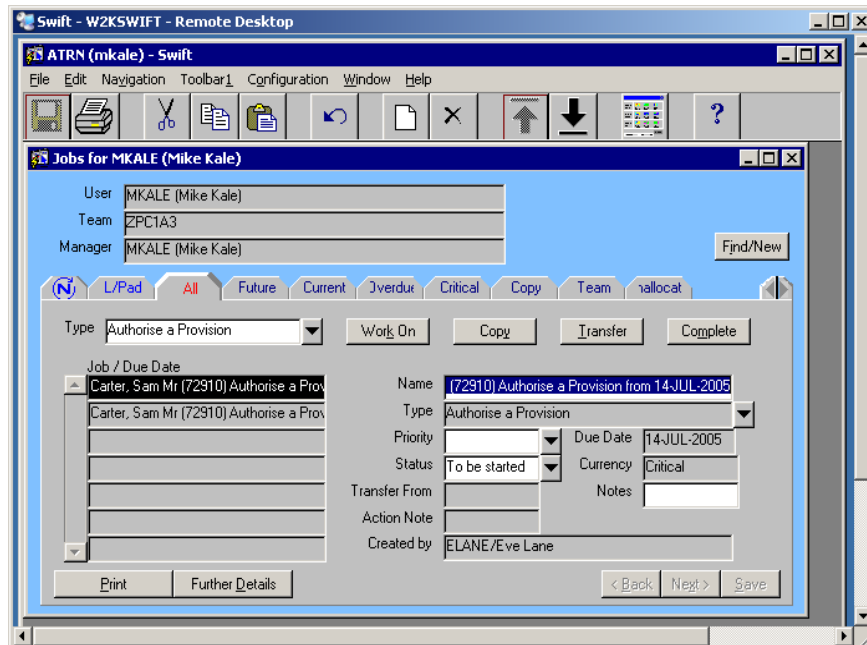 Swift - W2KSWIFT - Remote Desktop
ATRN (mkale) - Swift
File Edit Navigation Toolbar1 Configuration Window Help
?
Jobs for MKALE (Mike Kale)
User MKALE (Mike Kale)
Team ZPC1A3
Manager MKALE (Mike Kale)
Find/New
N L/Pad All Future Current Overdue Critical Copy Team nallocat
Type Authorise a Provision Work On Copy Transfer Complete
Job / Due Date
Carter, Sam Mr (72910) Authorise a Prov Name (72910) Authorise a Provision from 14-JUL-2005
Carter, Sam Mr (72910) Authorise a Prov Type Authorise a Provision
Priority Due Date 14-JUL-2005
Status To be started Currency Critical
Transfer From Notes
Action Note
Created by ELANE/Eve Lane
Print Further Details < Back Next > Save